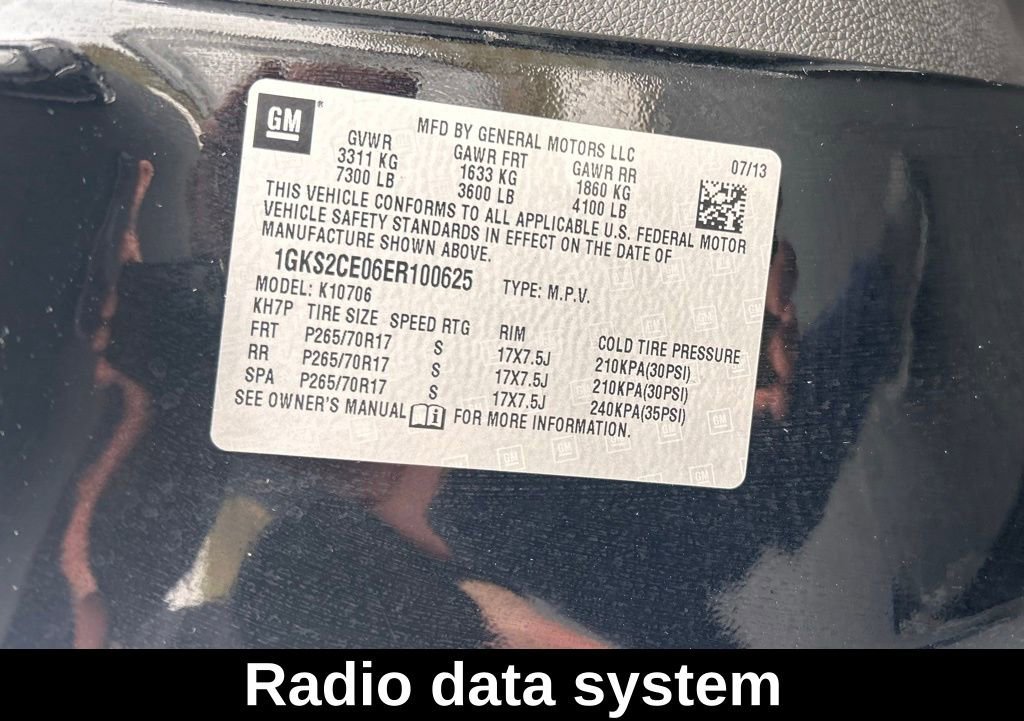 GM
MFD BY GENERAL MOTORS LLC
07/13
GVWR GAWR FRT GAWR RR
3311 KG 1633 KG 1860 KG
7300 LB 3600 LB 4100 LB
THIS VEHICLE CONFORMS TO ALL APPLICABLE U.S. FEDERAL MOTOR
VEHICLE SAFETY STANDARDS IN EFFECT ON THE DATE OF
MANUFACTURE SHOWN ABOVE.
1GKS2CE06ER100625 TYPE: M.P.V.
MODEL: K10706
KH7P TIRE SIZE SPEED RTG RIM COLD TIRE PRESSURE
FRT P265/70R17 S 17X7.5J 210KPA(30PSI)
RR P265/70R17 S 17X7.5J 210KPA(30PSI)
SPA P265/70R17 S 17X7.5J 240KPA(35PSI)
SEE OWNER'S MANUAL i FOR MORE INFORMATION.
Radio data system